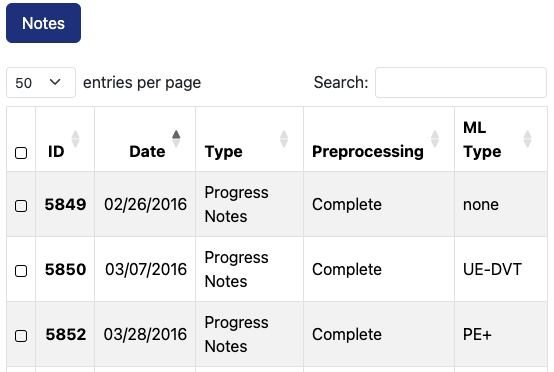 Notes
50 entries per page Search:
ID Date Type Preprocessing ML Type
5849 02/26/2016 Progress Notes Complete none
5850 03/07/2016 Progress Notes Complete UE-DVT
5852 03/28/2016 Progress Notes Complete PE+